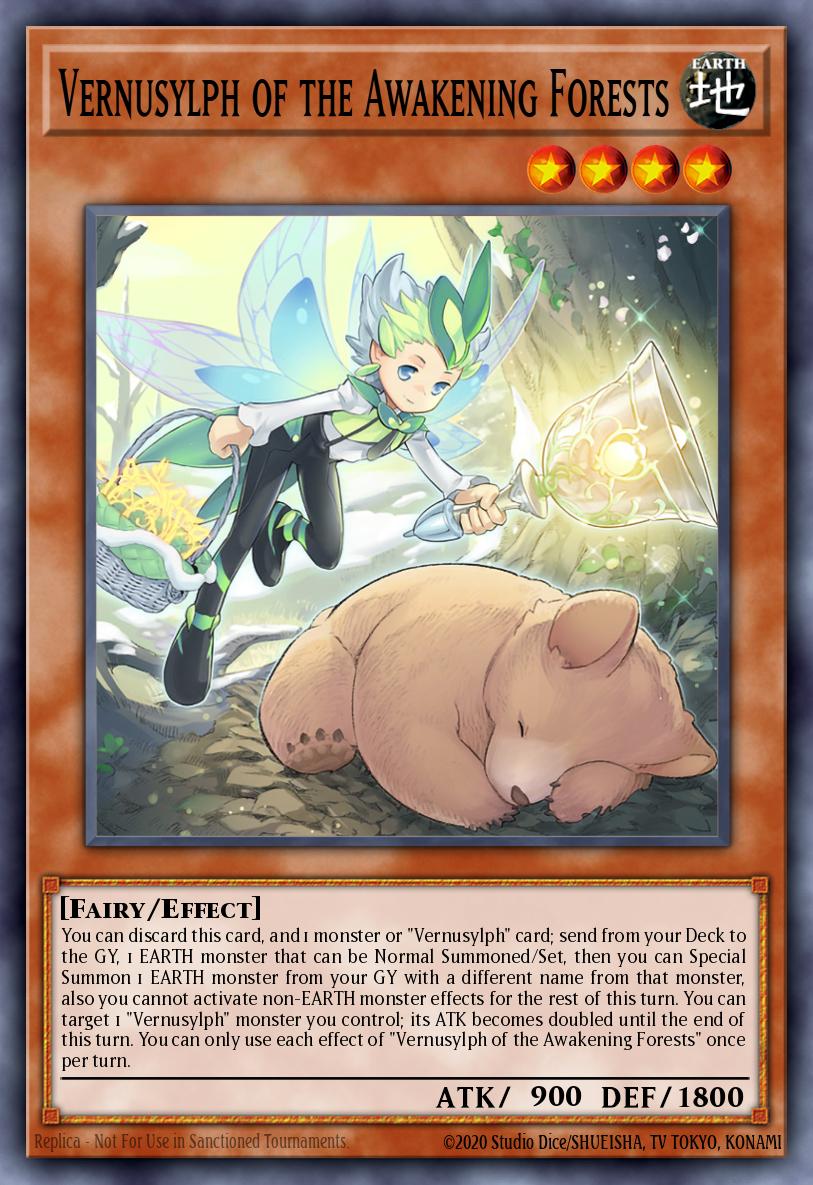 Vernusylph of the Awakening Forests
EARTH
地
[Fairy/Effect]
You can discard this card, and 1 monster or "Vernusylph" card; send from your Deck to
the GY, 1 EARTH monster that can be Normal Summoned/Set, then you can Special
Summon 1 EARTH monster from your GY with a different name from that monster,
also you cannot activate non-EARTH monster effects for the rest of this turn. You can
target 1 "Vernusylph" monster you control; its ATK becomes doubled until the end of
this turn. You can only use each effect of "Vernusylph of the Awakening Forests" once
per turn.
ATK/ 900 DEF/1800
Replica - Not For Use in Sanctioned Tournaments.
©2020 Studio Dice/SHUEISHA, TV TOKYO, KONAMI